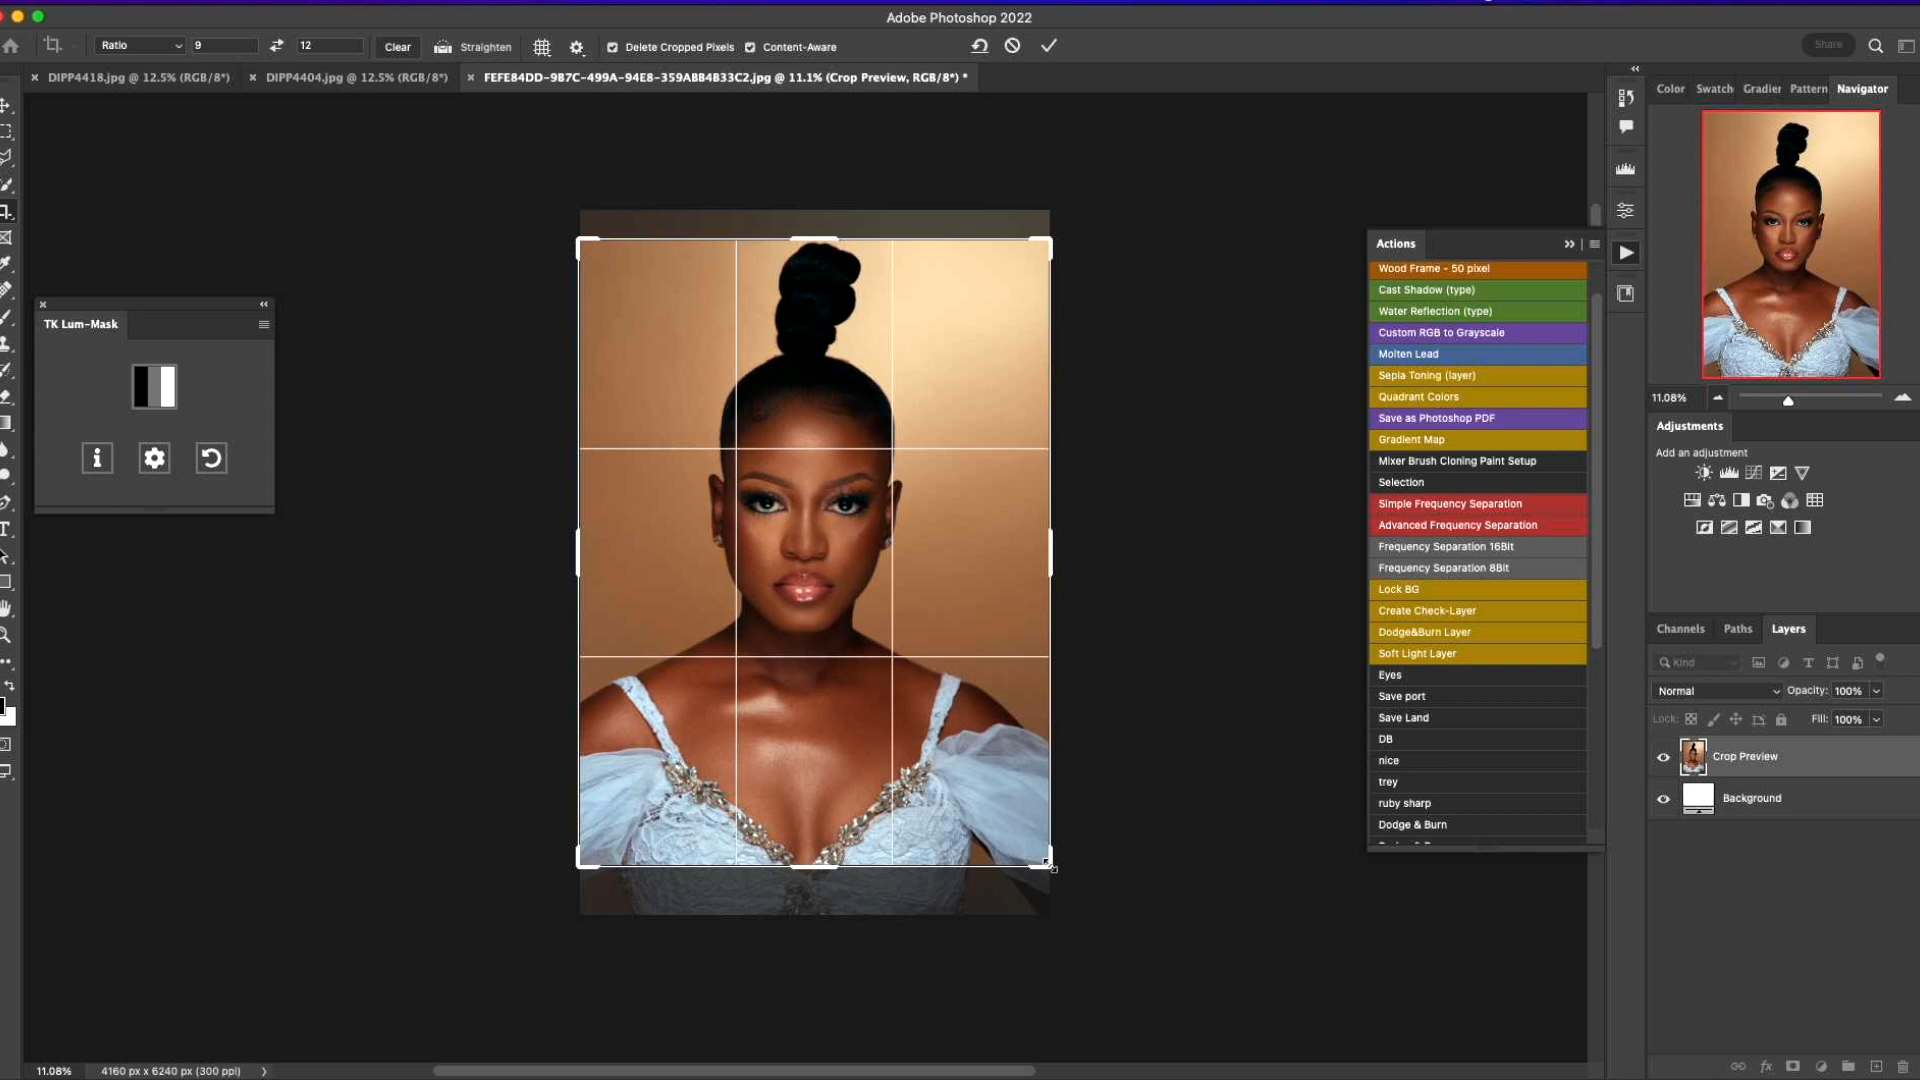 Adobe Photoshop 2022
Ratio 9 12 Clear Straighten Delete Cropped Pixels Content-Aware Share
DIPP4418.jpg @ 12.5% (RGB/8*) DIPP4404.jpg @ 12.5% (RGB/8*) FEFE84DD-9B7C-499A-94E8-359ABB4B33C2.jpg @ 11.1% (Crop Preview, RGB/8*) *
Color Swatch Gradier Pattern Navigator
TK Lum-Mask
Actions
Wood Frame - 50 pixel
Cast Shadow (type)
Water Reflection (type)
Custom RGB to Grayscale
Molten Lead
Sepia Toning (layer)
Quadrant Colors
Save as Photoshop PDF
Gradient Map
Mixer Brush Cloning Paint Setup
Selection
Simple Frequency Separation
Advanced Frequency Separation
Frequency Separation 16Bit
Frequency Separation 8Bit
Lock BG
Create Check-Layer
Dodge&Burn Layer
Soft Light Layer
Eyes
Save port
Save Land
DB
nice
trey
ruby sharp
Dodge & Burn
11.08%
Adjustments
Add an adjustment
Channels Paths Layers
Kind
Normal Opacity: 100%
Lock: Fill: 100%
Crop Preview
Background
11.08% 4160 px x 6240 px (300 ppi)